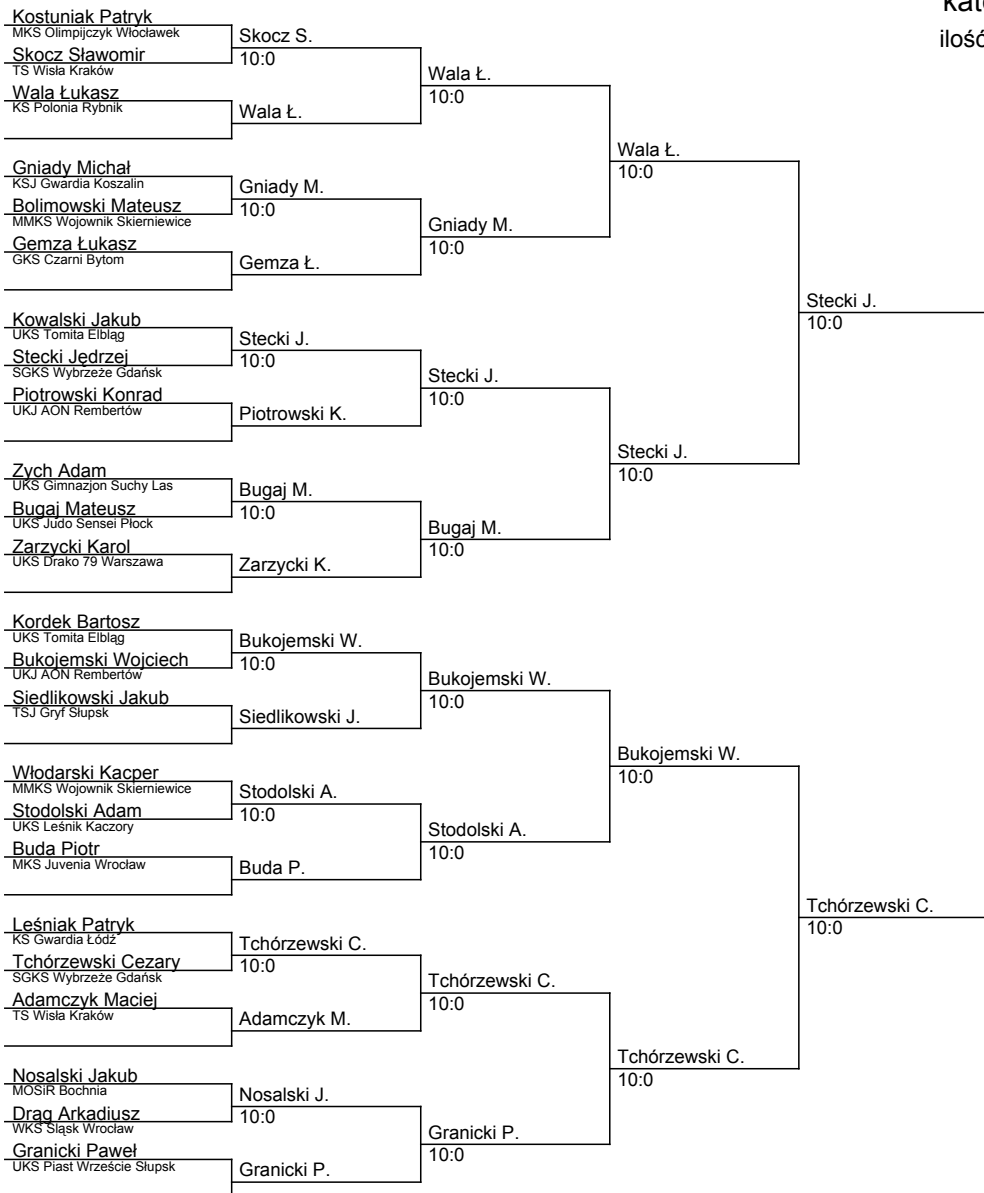 kat
ilość
Kostuniak Patryk
MKS Olimpijczyk Włocławek
Skocz Sławomir
TS Wisła Kraków
Wala Łukasz
KS Polonia Rybnik
Gniady Michał
KSJ Gwardia Koszalin
Bolimowski Mateusz
MMKS Wojownik Skierniewice
Gemza Łukasz
GKS Czarni Bytom
Kowalski Jakub
UKS Tomita Elbląg
Stecki Jędrzej
SGKS Wybrzeże Gdańsk
Piotrowski Konrad
UKJ AON Rembertów
Zych Adam
UKS Gimnazjon Suchy Las
Bugaj Mateusz
UKS Judo Sensei Płock
Zarzycki Karol
UKS Drako 79 Warszawa
Kordek Bartosz
UKS Tomita Elbląg
Bukojemski Wojciech
UKJ AON Rembertów
Siedlikowski Jakub
TSJ Gryf Słupsk
Włodarski Kacper
MMKS Wojownik Skierniewice
Stodolski Adam
UKS Leśnik Kaczory
Buda Piotr
MKS Juvenia Wrocław
Leśniak Patryk
KS Gwardia Łódź
Tchórzewski Cezary
SGKS Wybrzeże Gdańsk
Adamczyk Maciej
TS Wisła Kraków
Nosalski Jakub
MOSiR Bochnia
Drąg Arkadiusz
WKS Śląsk Wrocław
Granicki Paweł
UKS Piast Wrzeście Słupsk
Skocz S.
10:0
Wala Ł.
Gniady M.
10:0
Gemza Ł.
Stecki J.
10:0
Piotrowski K.
Bugaj M.
10:0
Zarzycki K.
Bukojemski W.
10:0
Siedlikowski J.
Stodolski A.
10:0
Buda P.
Tchórzewski C.
10:0
Adamczyk M.
Nosalski J.
10:0
Granicki P.
Wala Ł.
10:0
Gniady M.
10:0
Stecki J.
10:0
Bugaj M.
10:0
Bukojemski W.
10:0
Stodolski A.
10:0
Tchórzewski C.
10:0
Granicki P.
10:0
Wala Ł.
10:0
Stecki J.
10:0
Bukojemski W.
10:0
Tchórzewski C.
10:0
Stecki J.
10:0
Tchórzewski C.
10:0